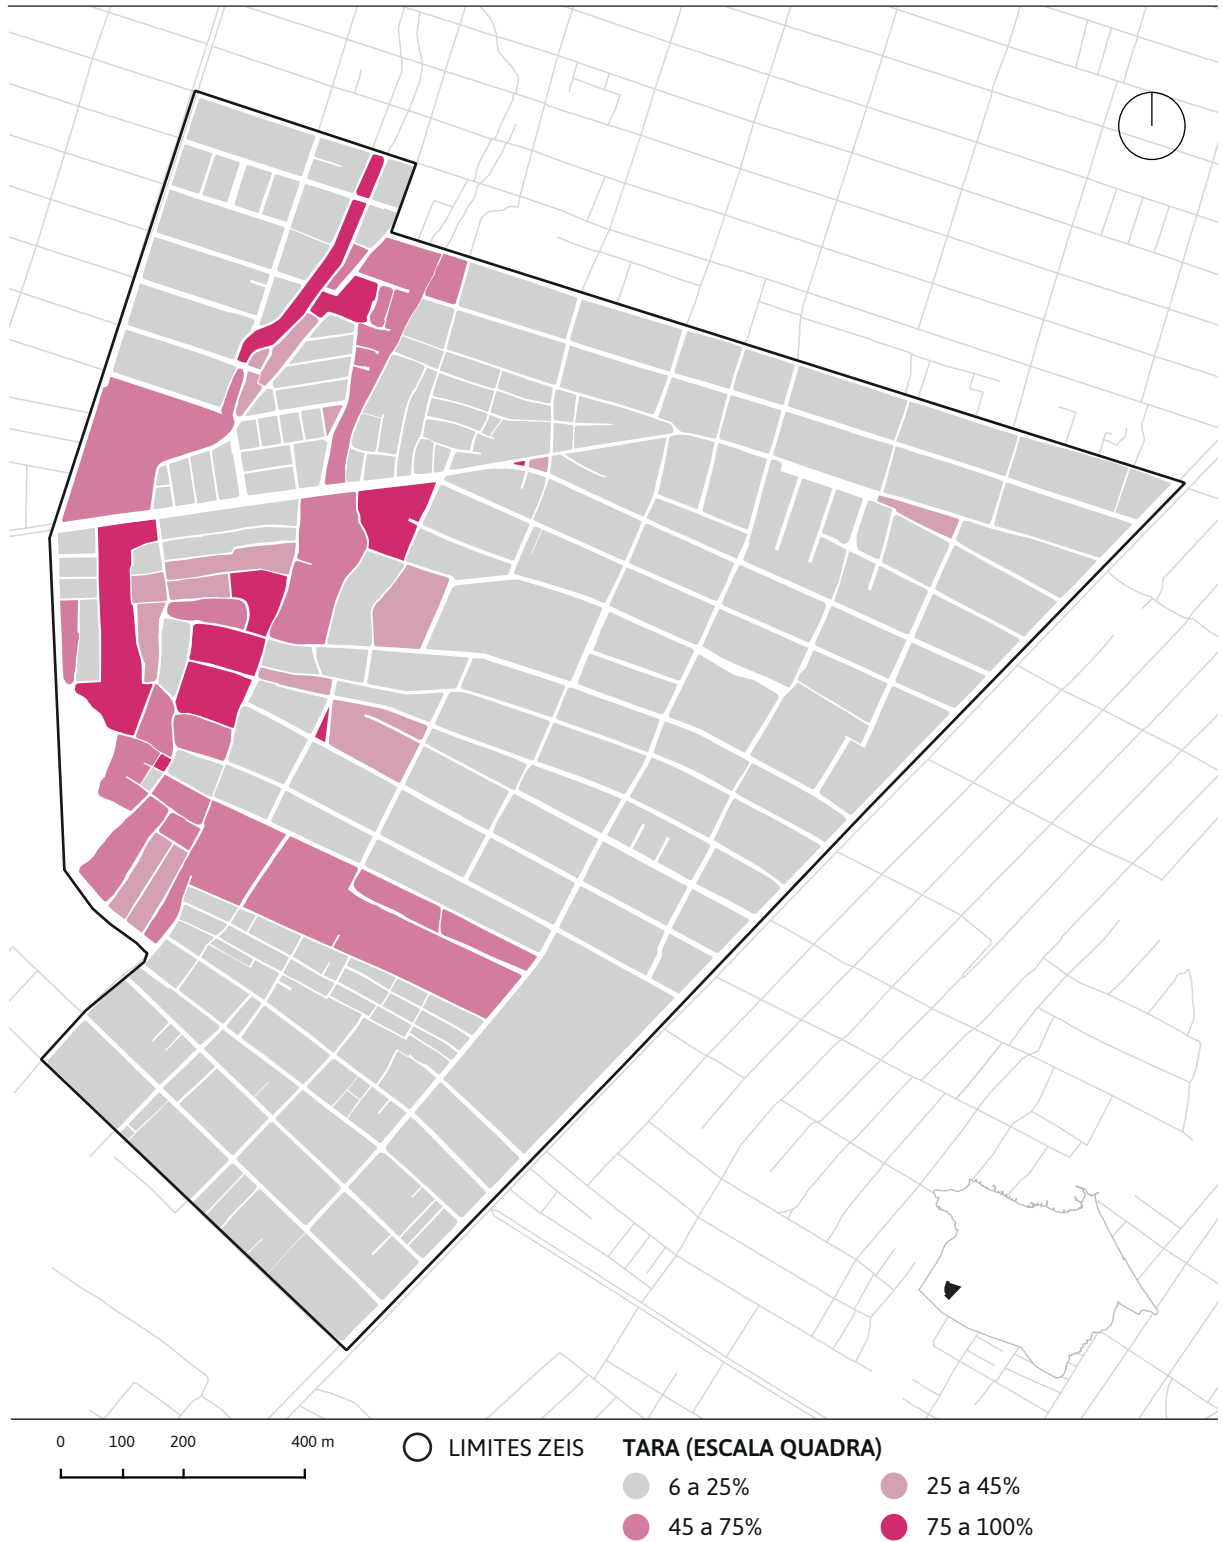 0 100 200 400 m
LIMITES ZEIS
TARA (ESCALA QUADRA)
6 a 25%
25 a 45%
45 a 75%
75 a 100%